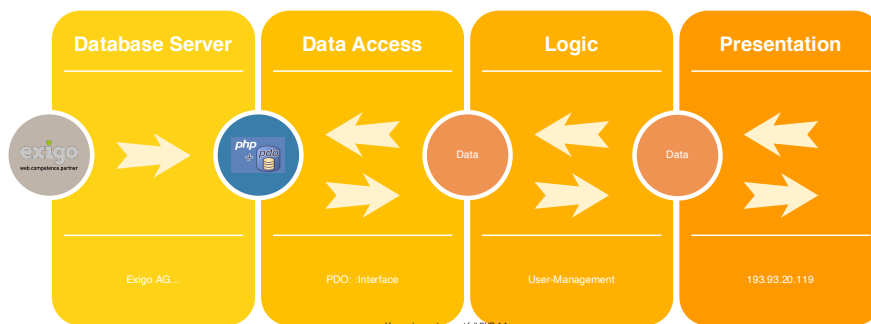 Database Server
Data Access
Logic
Presentation
exigo
web.competence.partner
php
+
pdo
Data
Data
Exigo AG...
PDO: :Interface
User-Management
193.93.20.119